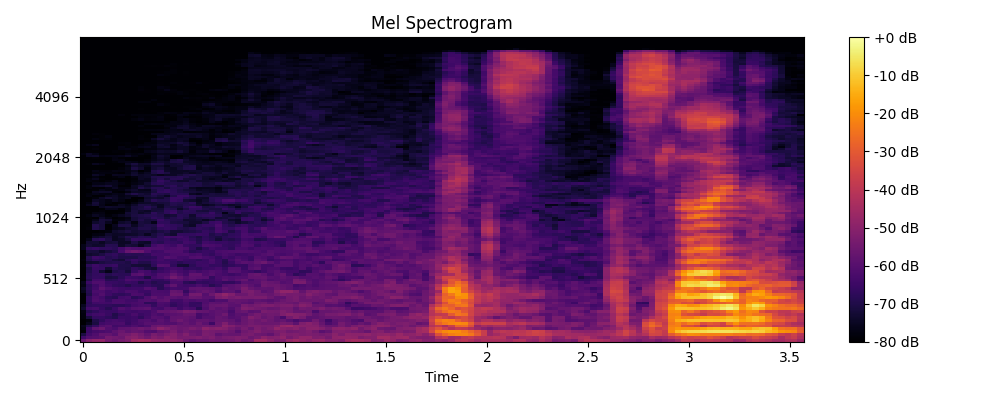 Mel Spectrogram
+0 dB
4096
-10 dB
-20 dB
2048
-30 dB
Hz
-40 dB
1024
-50 dB
512
-60 dB
-70 dB
0
-80 dB
0 0.5 1 1.5 2 2.5 3 3.5
Time